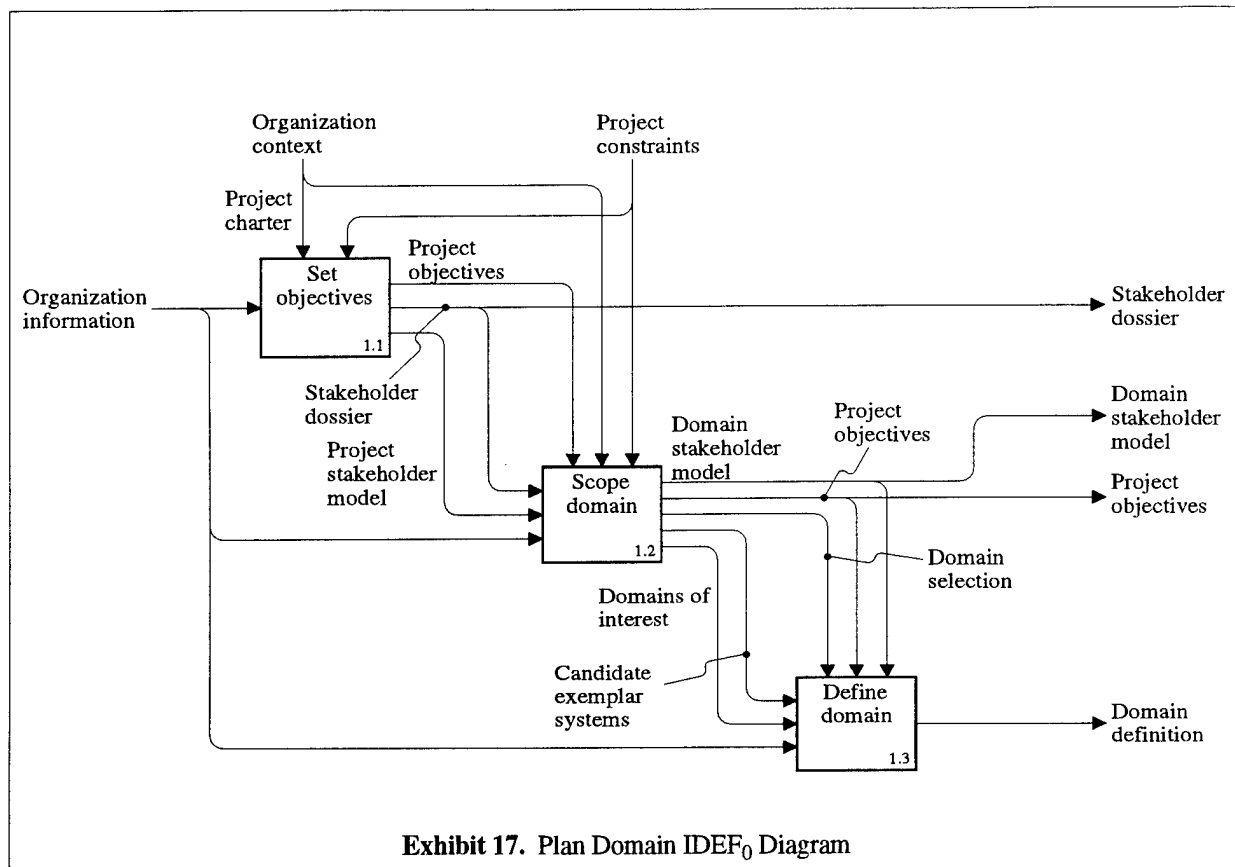 Organization
context
Project
constraints
Project
charter
Set
objectives
1.1
Project
objectives
Organization
information
Stakeholder
dossier
Stakeholder
dossier
Project
stakeholder
model
Domain
stakeholder
model
Project
objectives
Domain
stakeholder
model
Project
objectives
Scope
domain
1.2
Domain
selection
Domains of
interest
Candidate
exemplar
systems
Define
domain
1.3
Domain
definition
Exhibit 17. Plan Domain IDEF0 Diagram